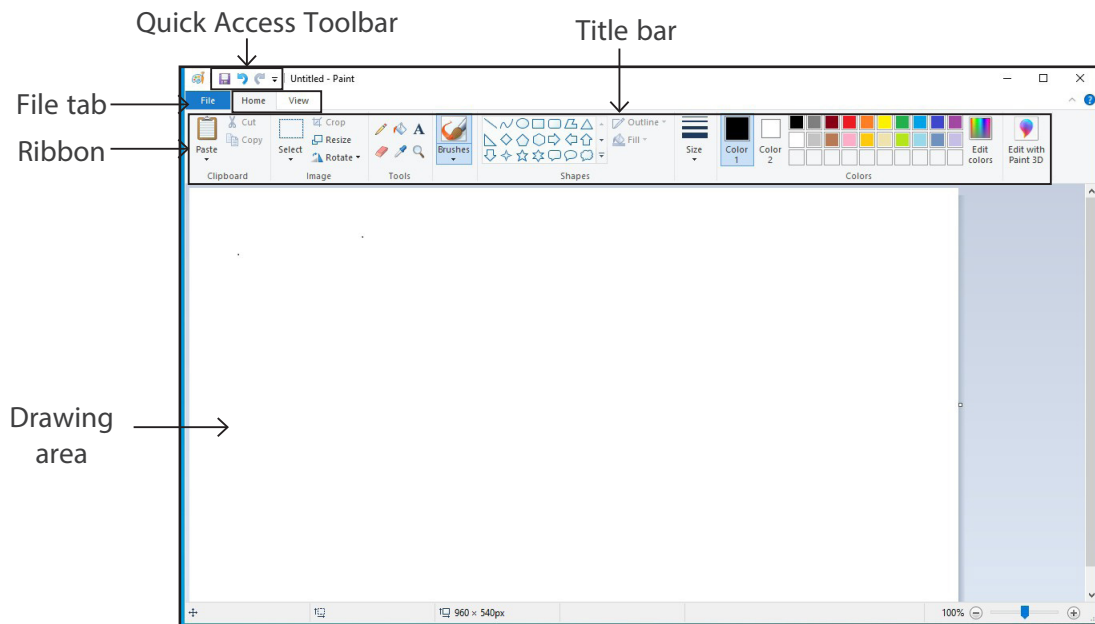 Quick Access Toolbar
Title bar
Untitled - Paint
File tab
File Home View
Ribbon
Paste
Cut
Copy
Clipboard
Select
Crop
Resize
Rotate
Image
A
Tools
Brushes
Outline
Fill
Shapes
Size
Color
1
Color
2
Edit
colors
Colors
Edit with
Paint 3D
Drawing
area
960 × 540px
100%